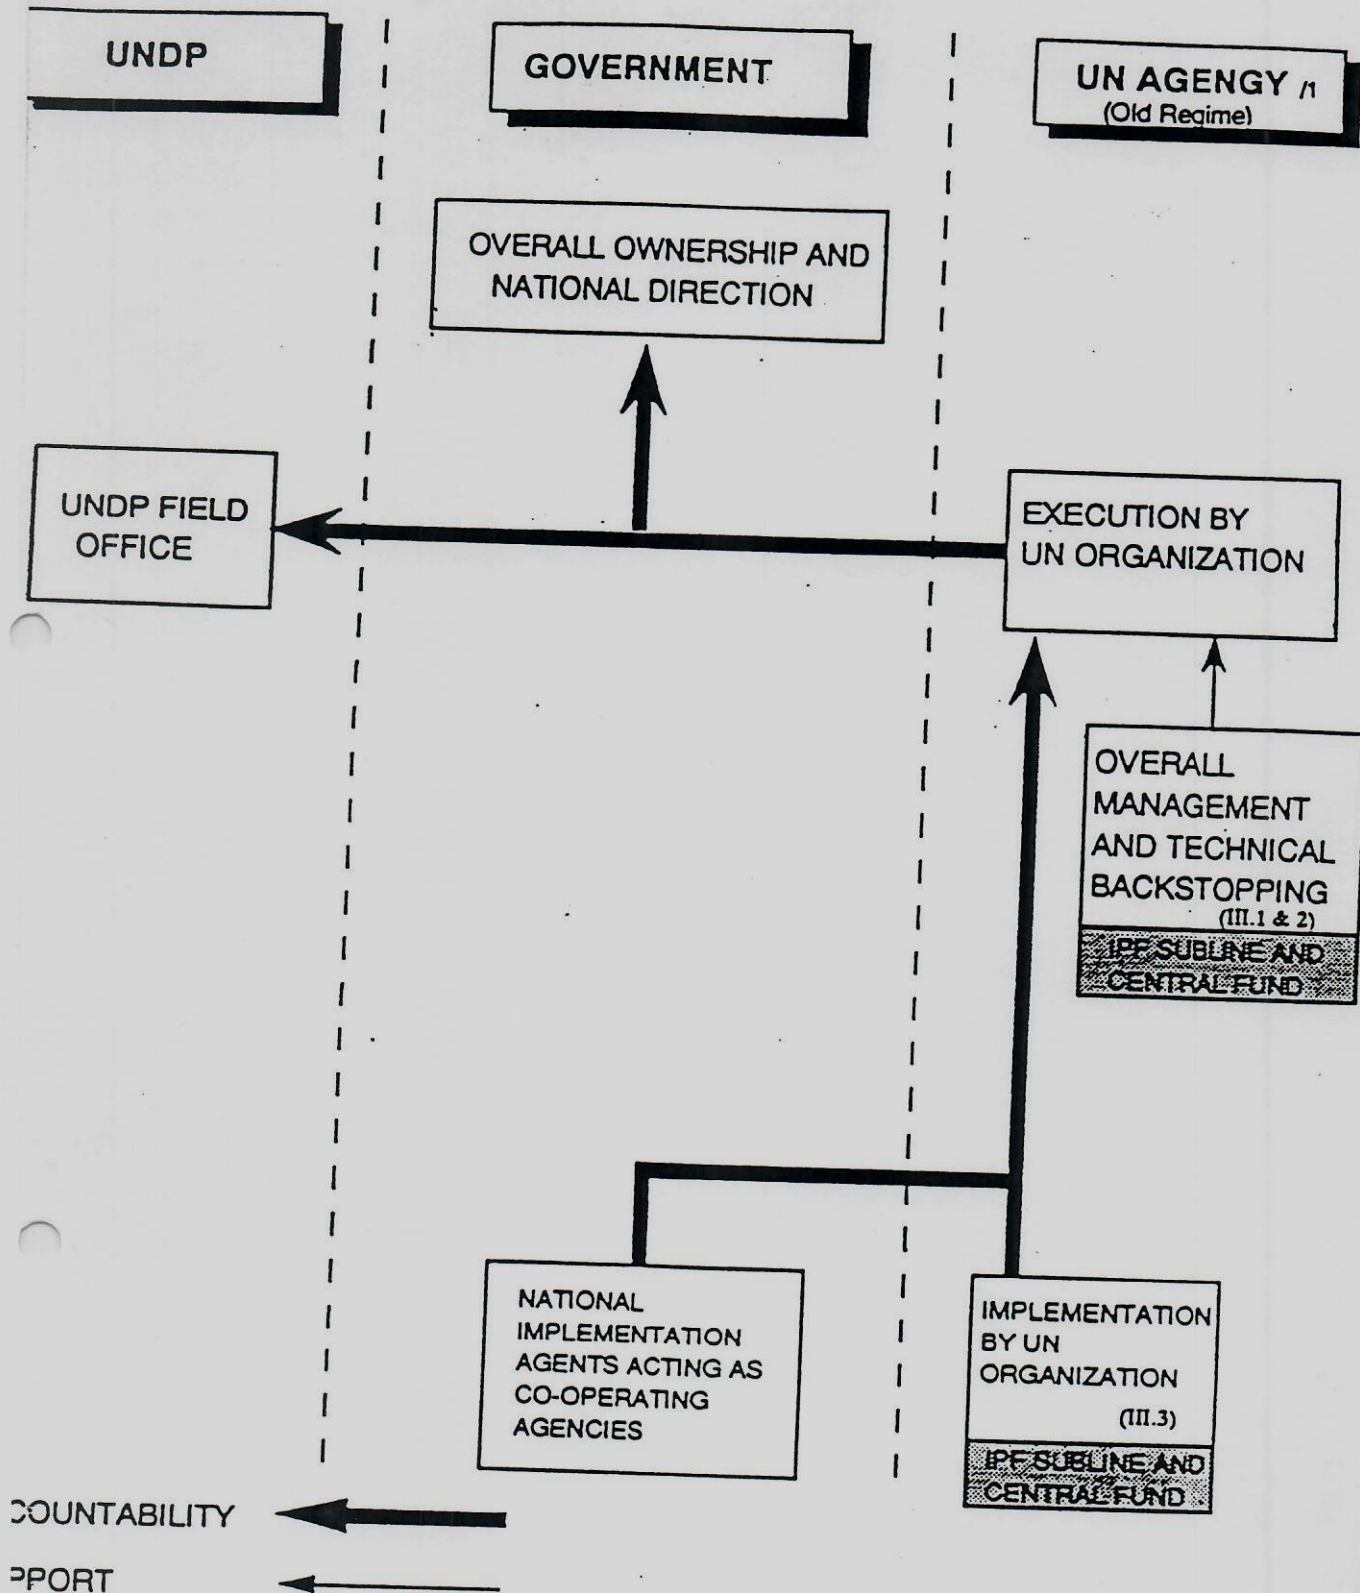 UNDP
GOVERNMENT
UN AGENGY /1
(Old Regime)
OVERALL OWNERSHIP AND
NATIONAL DIRECTION
UNDP FIELD
OFFICE
EXECUTION BY
UN ORGANIZATION
OVERALL
MANAGEMENT
AND TECHNICAL
BACKSTOPPING
(III.1 & 2)
IPF SUBLINE AND
CENTRAL FUND
NATIONAL
IMPLEMENTATION
AGENTS ACTING AS
CO-OPERATING
AGENCIES
IMPLEMENTATION
BY UN
ORGANIZATION
(III.3)
IPF SUBLINE AND
CENTRAL FUND
COUNTABILITY
PPORT